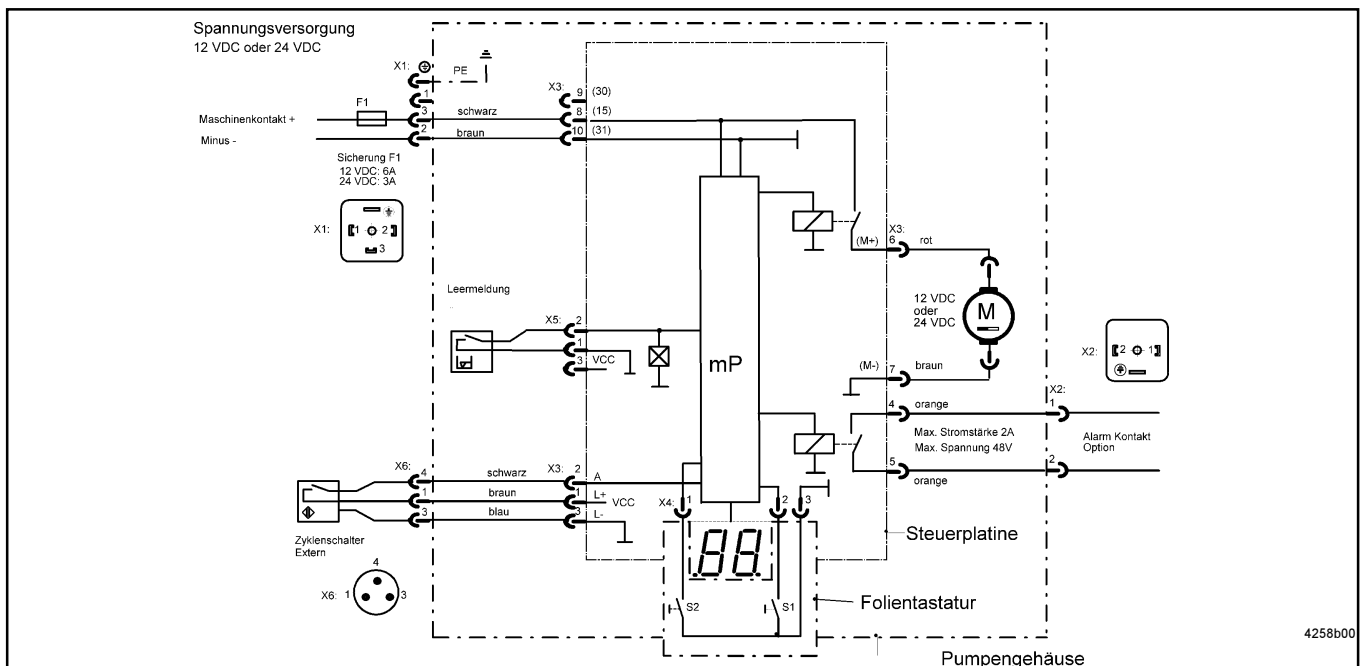 Spannungsversorgung
12 VDC oder 24 VDC
X1:
PE
1
X3:
9
(30)
F1
Maschinenkontakt +
3
schwarz
8
(15)
Minus -
2
braun
10
(31)
Sicherung F1
12 VDC: 6A
24 VDC: 3A
X1:
1
2
3
(M+)
X3:
6
rot
12 VDC
oder
24 VDC
M
Leermeldung
X5:
2
1
3
VCC
mP
(M-)
7
braun
X2:
2
1
X2:
4
orange
1
Max. Stromstärke 2A
Max. Spannung 48V
Alarm Kontakt
Option
5
orange
2
X6:
4
schwarz
X3:
2
A
1
braun
1
L+
VCC
3
blau
3
L-
X4:
1
2
3
Zyklenschalter
Extern
88
Steuerplatine
4
X6:
1
3
S2
S1
Folientastatur
Pumpengehäuse
4258b00